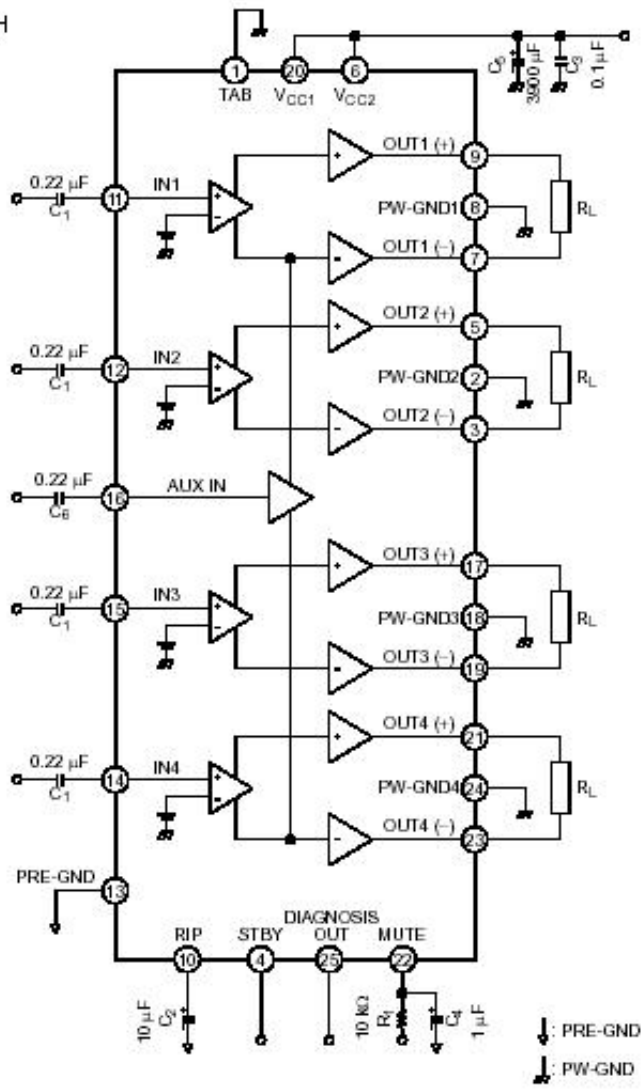 H
1 20 6
TAB VCC1 VCC2
C5 3900 μF C3 0.1 μF
0.22 μF
C1
11 IN1
OUT1 (+) 9
PW-GND1 8
OUT1 (−) 7
RL
0.22 μF
C1
12 IN2
OUT2 (+) 5
PW-GND2 2
OUT2 (−) 3
RL
0.22 μF
C6
16 AUX IN
0.22 μF
C1
15 IN3
OUT3 (+) 17
PW-GND3 18
OUT3 (−) 19
RL
0.22 μF
C1
14 IN4
OUT4 (+) 21
PW-GND4 24
OUT4 (−) 23
RL
PRE-GND
13
DIAGNOSIS
RIP STBY OUT MUTE
10 4 25 22
10 μF C2 10 kΩ R1 C4 1 μF
: PRE-GND
: PW-GND